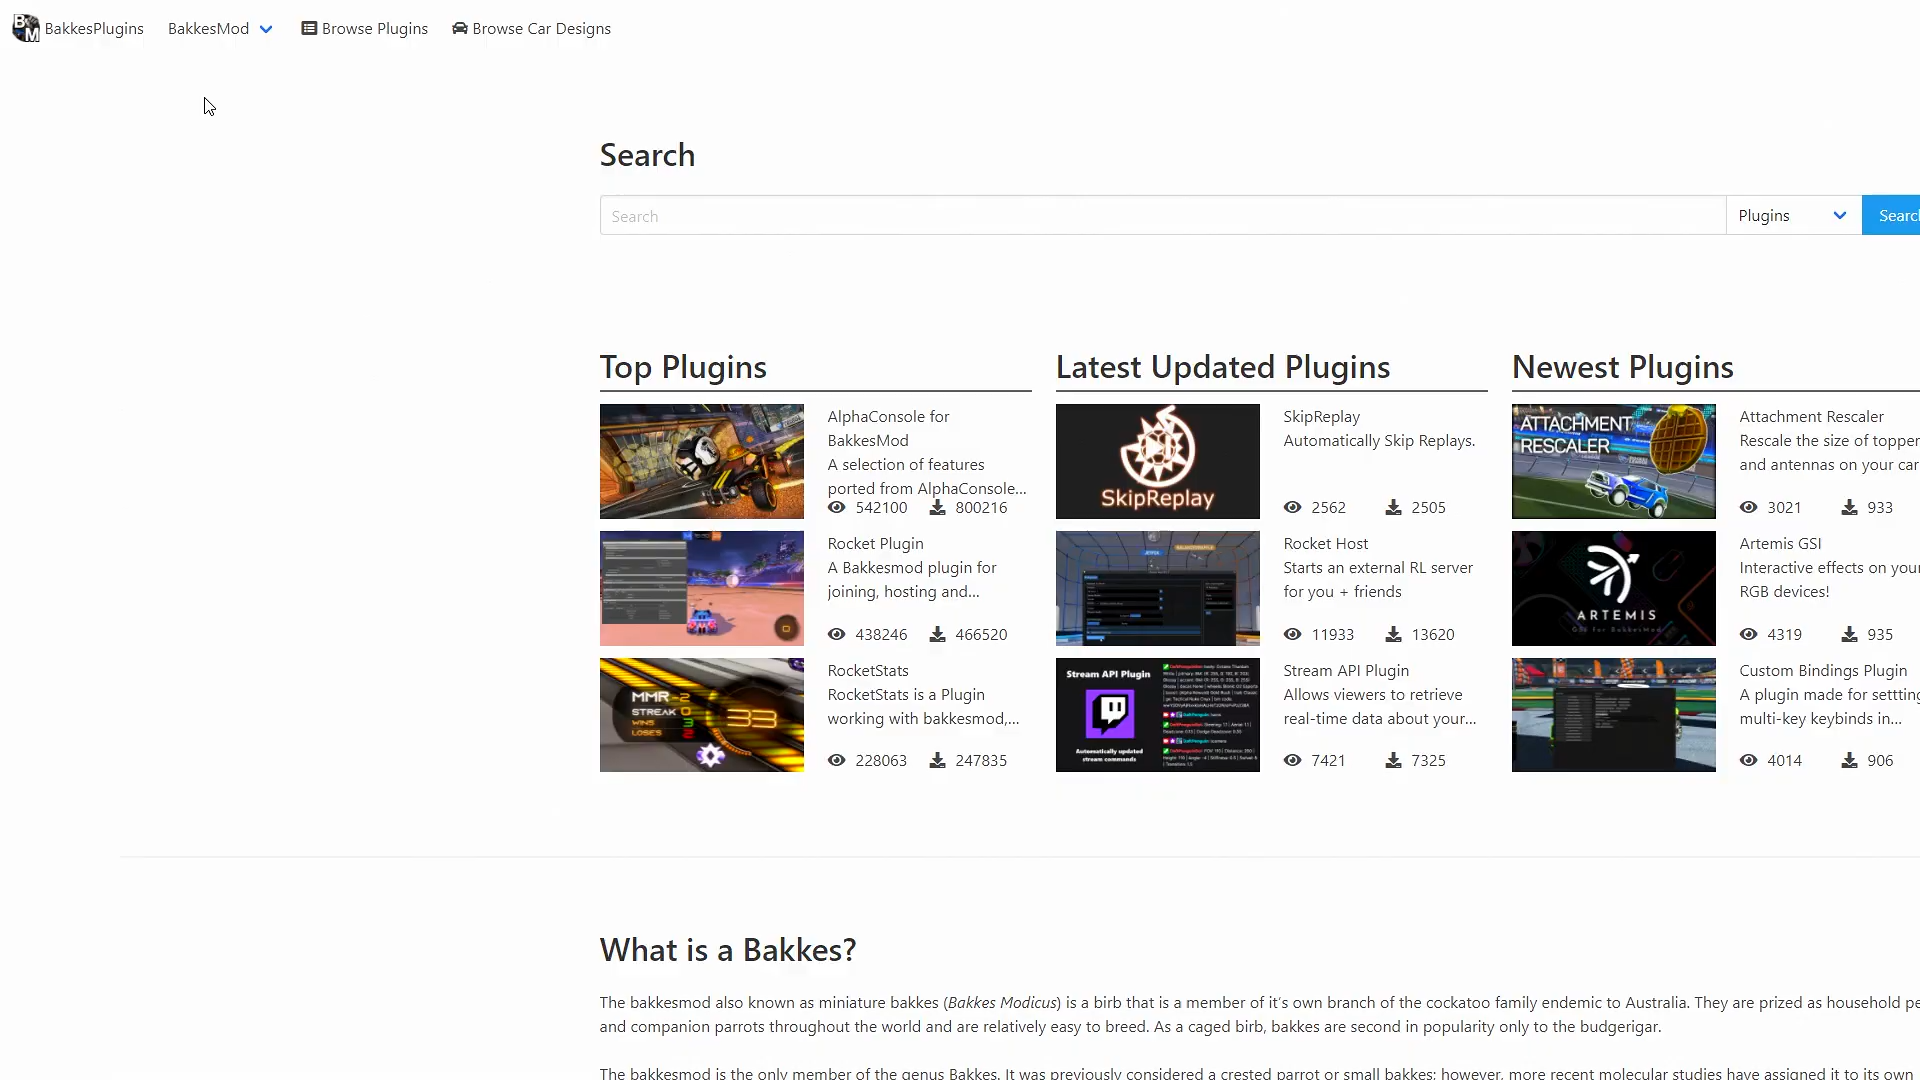 BakkesPlugins BakkesMod Browse Plugins Browse Car Designs
Search
Search Plugins
Top Plugins
AlphaConsole for
BakkesMod
A selection of features
ported from AlphaConsole...
542100 800216
Rocket Plugin
A Bakkesmod plugin for
joining, hosting and...
438246 466520
MMR -2
STREAK 0
WINS 3
LOSES 2
33
RocketStats
RocketStats is a Plugin
working with bakkesmod,...
228063 247835
Latest Updated Plugins
SkipReplay
SkipReplay
Automatically Skip Replays.
2562 2505
Rocket Host
Starts an external RL server
for you + friends
11933 13620
Stream API Plugin
Automatically updated
stream commands
Stream API Plugin
Allows viewers to retrieve
real-time data about your...
7421 7325
Newest Plugins
ATTACHMENT
RESCALER
Attachment Rescaler
Rescale the size of topper
and antennas on your car
3021 933
ARTEMIS
Artemis GSI
Interactive effects on your
RGB devices!
4319 935
Custom Bindings Plugin
A plugin made for settting
multi-key keybinds in...
4014 906
What is a Bakkes?
The bakkesmod also known as miniature bakkes (Bakkes Modicus) is a birb that is a member of it's own branch of the cockatoo family endemic to Australia. They are prized as household pe
and companion parrots throughout the world and are relatively easy to breed. As a caged birb, bakkes are second in popularity only to the budgerigar.
The bakkesmod is the only member of the genus Bakkes. It was previously considered a crested parrot or small bakkes; however, more recent molecular studies have assigned it to its own